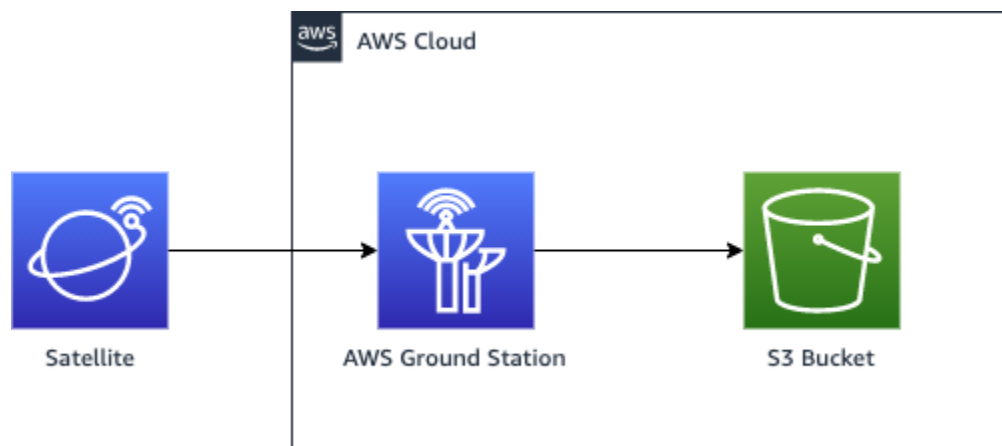 aws
AWS Cloud
Satellite
AWS Ground Station
S3 Bucket